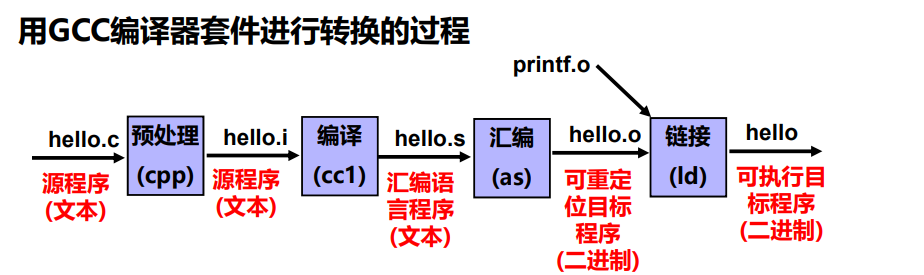 用GCC编译器套件进行转换的过程
printf.o
hello.c
预处理
(cpp)
hello.i
编译
(cc1)
hello.s
汇编
(as)
hello.o
链接
(ld)
hello
源程序
(文本)
源程序
(文本)
汇编语
言程序
(文本)
可重定
位目标
程序
(二进制)
可执行目
标程序
(二进制)